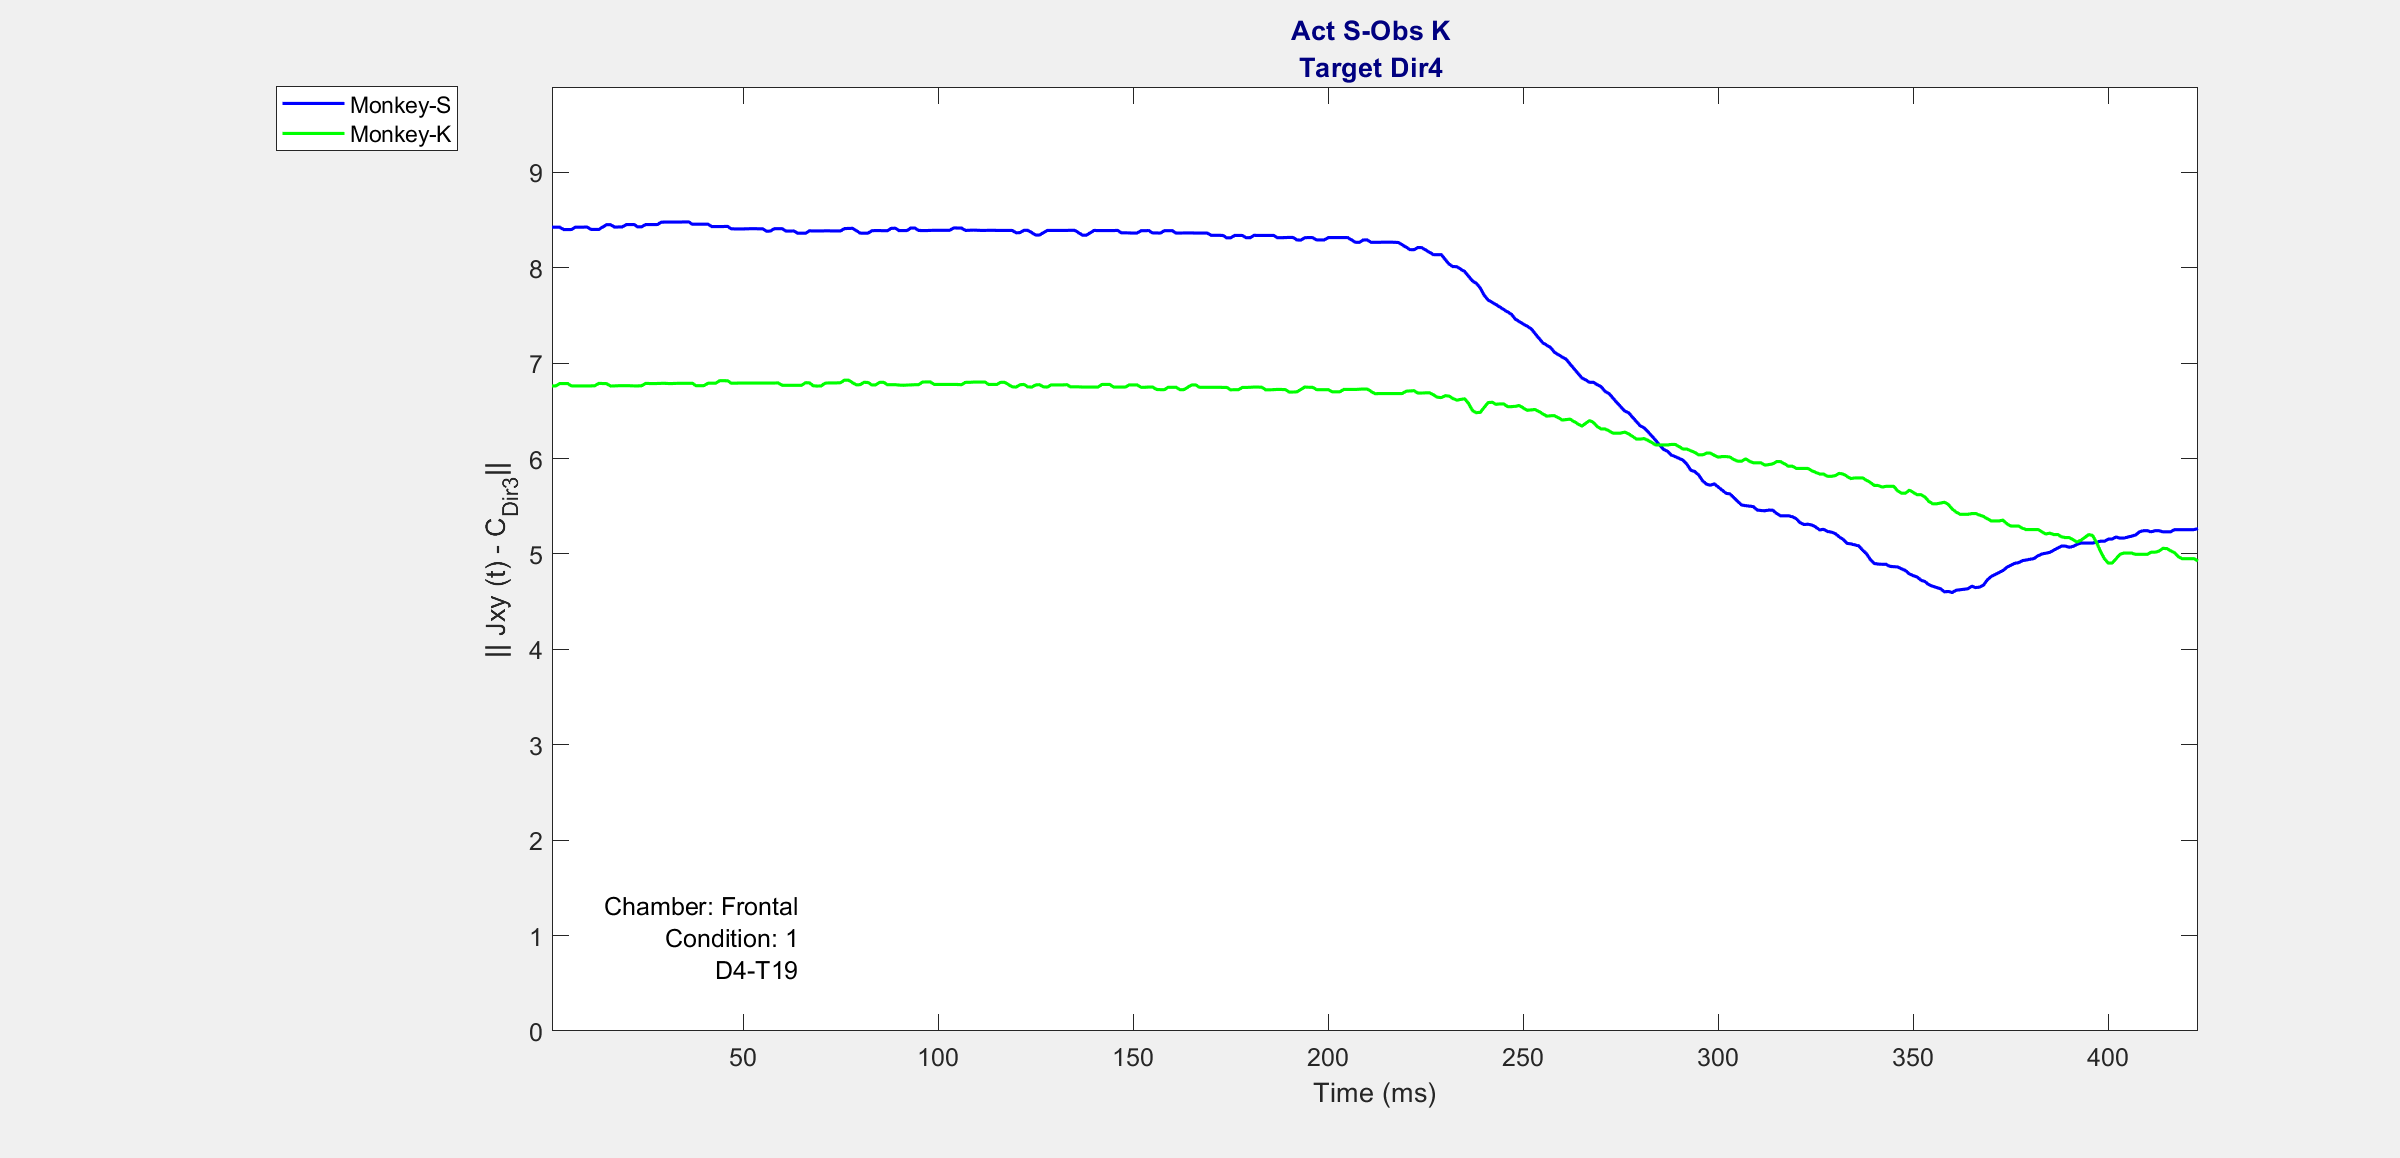 Act S-Obs K
Target Dir4
Monkey-S
Monkey-K
9
8
7
6
5
4
3
2
1
0
|| Jxy (t) - C_Dir3||
Chamber: Frontal
Condition: 1
D4-T19
50 100 150 200 250 300 350 400
Time (ms)